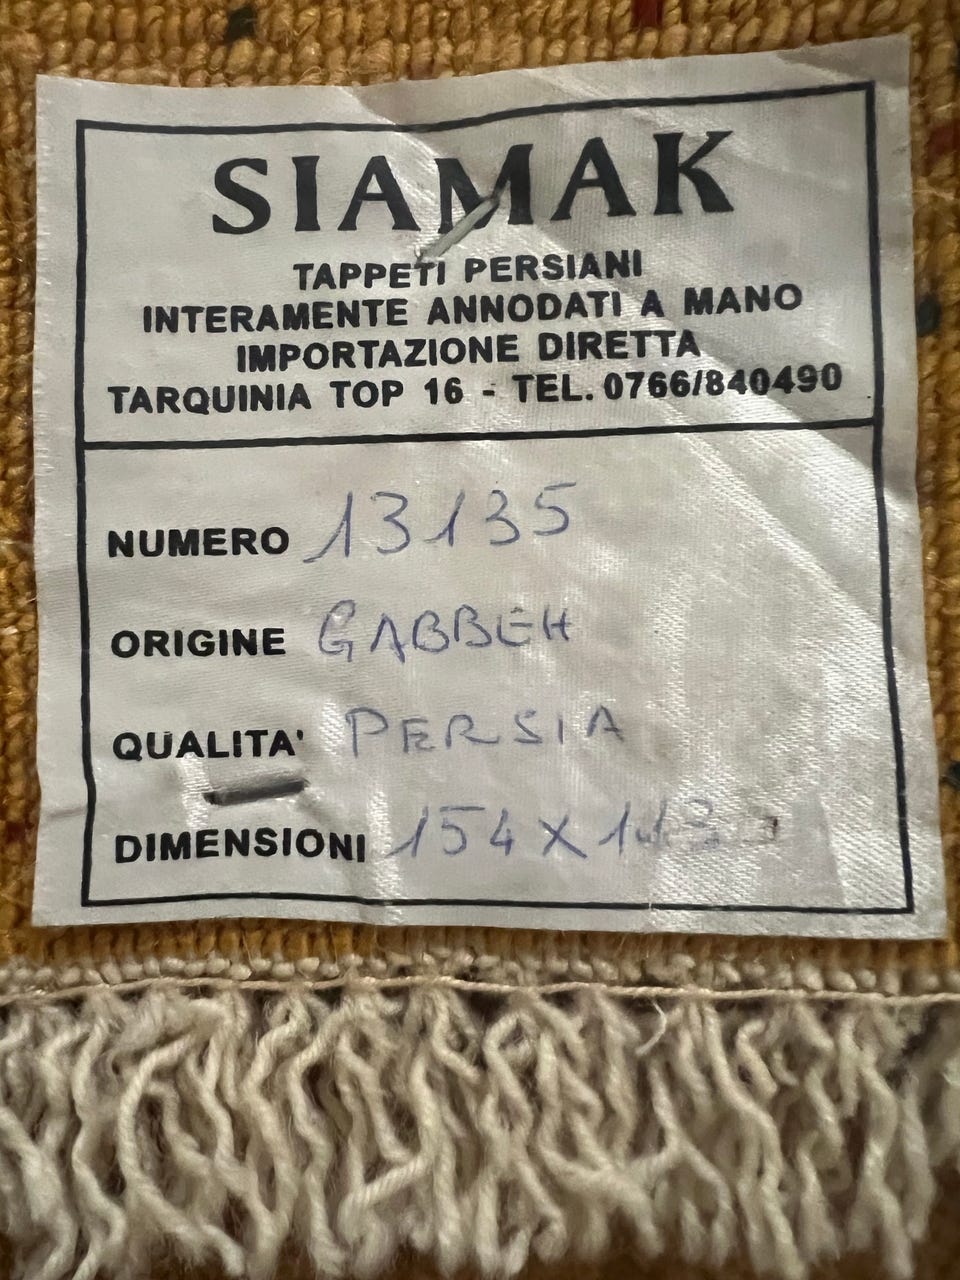 SIAMAK
TAPPETI PERSIANI
INTERAMENTE ANNODATI A MANO
IMPORTAZIONE DIRETTA
TARQUINIA TOP 16 - TEL. 0766/840490
NUMERO 13135
ORIGINE GABBEH
QUALITA' PERSIA
DIMENSIONI 154 X